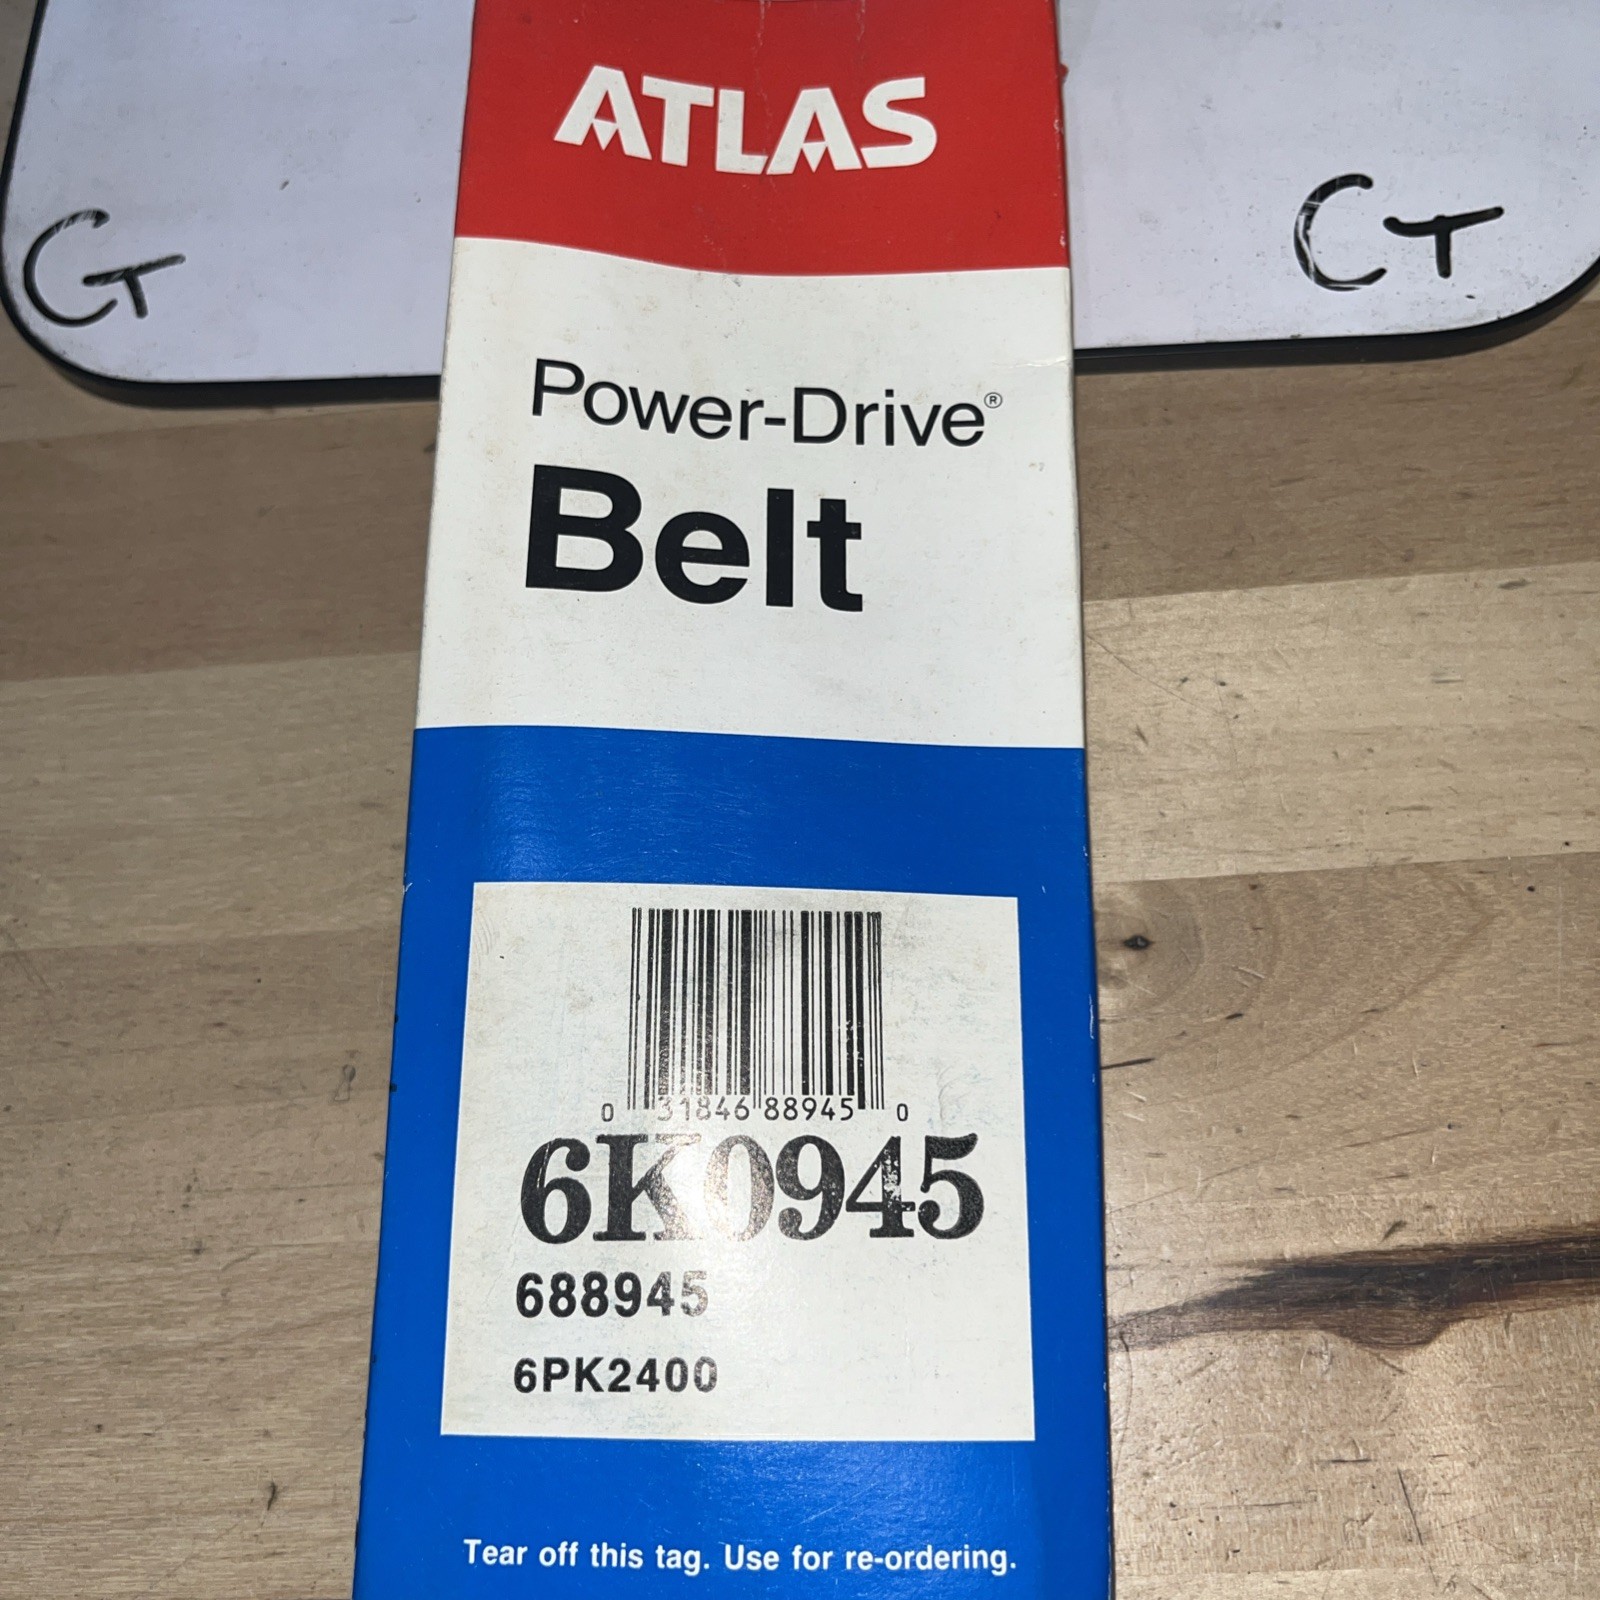 ATLAS
CT
CT
Power-Drive®
Belt
0 31846 88945 0
6K0945
688945
6PK2400
Tear off this tag. Use for re-ordering.